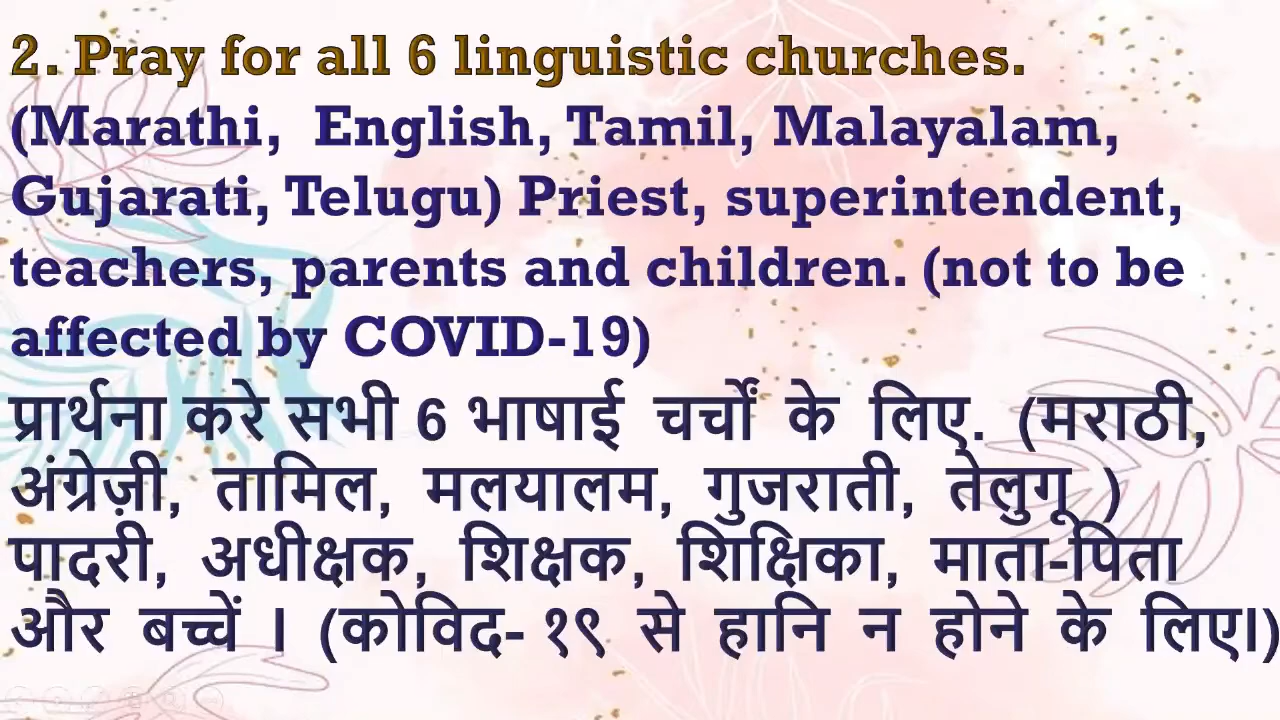 2. Pray for all 6 linguistic churches.
(Marathi, English, Tamil, Malayalam,
Gujarati, Telugu) Priest, superintendent,
teachers, parents and children. (not to be
affected by COVID-19)
प्रार्थना करे सभी 6 भाषाई चर्चों के लिए. (मराठी,
अंग्रेज़ी, तामिल, मलयालम, गुजराती, तेलुगू )
पादरी, अधीक्षक, शिक्षक, शिक्षिका, माता-पिता
और बच्चें । (कोविद- १९ से हानि न होने के लिए।)